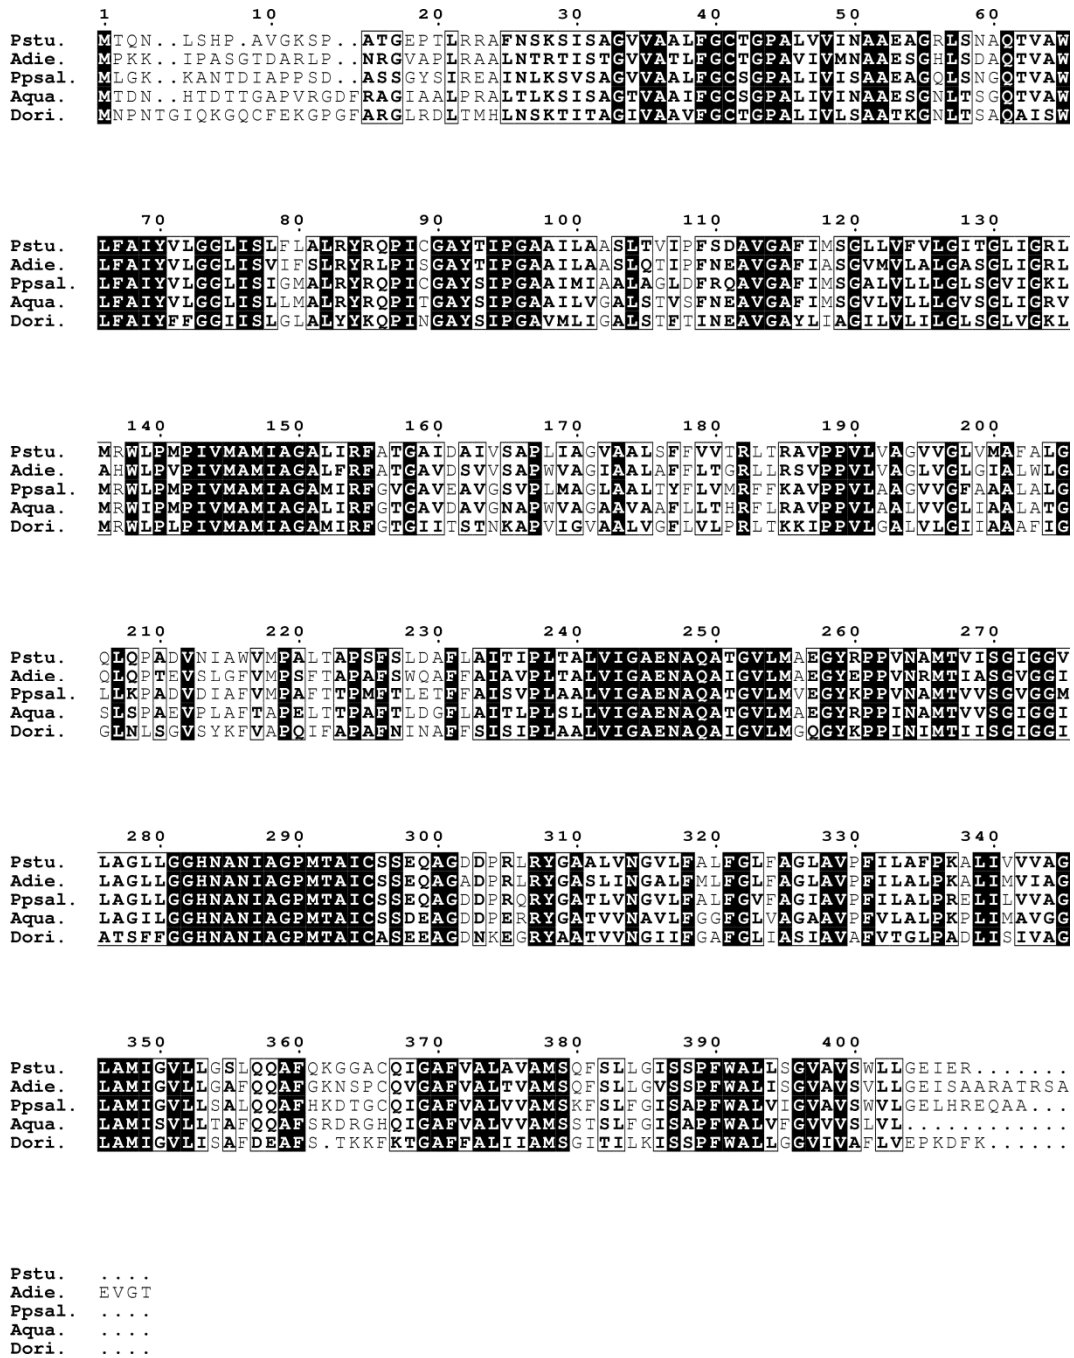 1 10 20 30 40 50 60
Pstu. MTQN..LSHP.AVGKSP..ATGEPTLRRAFNSKSISAGVVAALFGCTGPALVVINAAEAGRLSNAQTVAW
Adie. MPKK..IPASGTDARLP..NRGVAPLRAALNTRTISTGVVATLFGCTGPAVIVMNAAESGHLSDAQTVAW
Ppsal. MLGK..KANTDIAPPSD..ASSGYSIREAINLKSVSAGVVAALFGCSGPALIVISAAEAGQLSNGQTVAW
Aqua. MTDN..HTDTTGAPVRGDFRAGIAALPRALTLKSISAGTVAAIFGCSGPALIVINAAESGNLTSGQTVAW
Dori. MNPNTGIQKGQCFEKGPGFARGLRDLTMHLNSKTITAGIVAAVFGCTGPALIVLSAATKGNLTSAQAISW
70 80 90 100 110 120 130
Pstu. LFAIYVLGGLISLFLALRYRQPICGAYTIPGAAILAASLTVIPFSDAVGAFIMSGLLVFVLGITGLIGRL
Adie. LFAIYVLGGLISVIFSLRYRLPISGAYTIPGAAILAASLQTIPFNEAVGAFIASGVMVLALGASGLIGRL
Ppsal. LFAIYVLGGLISIGMALRYRQPICGAYSIPGAAIMIAALAGLDFRQAVGAFIMSGALVLLLGLSGVIGKL
Aqua. LFAIYVLGGLISLLMALRYRQPITGAYSIPGAAILVGALSTVSFNEAVGAFIMSGVLVLLLGVSGLIGRV
Dori. LFAIYFFGGIISLGLALYYKQPINGAYSIPGAVMLIGALSTFTINEAVGAYLIAGILVLILGLSGLVGKL
140 150 160 170 180 190 200
Pstu. MRWLPMPIVMAMIAGALIRFATGAIDAIVSAPLIAGVAALSFFVVTRLTRAVPPVLVAGVVGLVMAFALG
Adie. AHWLPVPIVMAMIAGALFRFATGAVDSVVSAPWVAGIAALAFFLTGRLLRSVPPVLAGLVLGIALWLG
Ppsal. MRWLPMPIVMAMIAGAMIRFGVGAVEAVGSVPLMAGLAALTYFLVMRFFKAVPPVLAAGVVGFAAALALG
Aqua. MRWIPMPIVMAMIAGALIRFGTGAVDAVGNAPWVAGAAVAAFLLTHRFLRAVPPVLAALVVGLIAALATG
Dori. MRWLPLPIVMAMIAGAMIRFGTGIITSTNKAPVIGVAALVGFLVLPRLTKKIPPVLGALVLGIIAAAFIG
210 220 230 240 250 260 270
Pstu. QLQPADVNIAWVMPALTAPSFSLDAFLAITIPLTALVIGAENAQATGVLMAEGYRPPVNAMTVISGIGGV
Adie. QLQPTEVSLGFVMPSFTAPAFSWQAFFAIAVPLTALVIGAENAQAIGVLMVEGYEPPVNRMTIASGVGGI
Ppsal. LLKPADVDIAFVMPAFTTPMFTLETFFAISVPLAALVIGAENAQATGVLMVEGYKPPVNAMTVVSGVGGM
Aqua. SLSPAEVPLAFTAPELTTPAFTLDGFLAITLPLSLLVIGAENAQATGVLMAEGYRPPINAMTVVSGIGGI
Dori. GLNLSGVSYKFVAPQIFAPAFNINAFFSISIPLAALVIGAENAQAIGVLMGQGYKPPINIMTIISGIGGI
280 290 300 310 320 330 340
Pstu. LAGLLGGHNANIAGPMTAICSSEQAGDDPRLRYGAALVNGVLFALFGLFAGLAVPFILAFPKALIVVVAG
Adie. LAGLLGGHNANIAGPMTAICSSEQAGADPRLRYGASLINGALFMLFGLFAGLAVPFILALPKALIMVIAG
Ppsal. LAGLLGGHNANIAGPMTAICSSEQAGDDPRQRYGATLVNGVLFALFGVFAGIAVPFILALPRELILVVAG
Aqua. LAGILGGHNANIAGPMTAICSSDEAGDDPERRYGATVVNAVLFGGFGLVAGAAVPFVLALPKPLIMAVGG
Dori. ATSFFGGHNANIAGPMTAICASEEAGDNKEGRYAATVVNGIIFGAFGLIASIAVAFVTGLPADLISIVAG
350 360 370 380 390 400
Pstu. LAMIGVLLGSLQQAFQKGGACQIGAFVALAVAMSQFSLLGISSPFWALLSGVAVSWLLGEIER.......
Adie. LAMIGVLLGAFQQAFGKNSPCQVGAFVALTVAMSQFSLLGVSSPFWALISGVAVSVLLGEISAARATRSA
Ppsal. LAMIGVLLSALQQAFHKDTGCQIGAFVALVVAMSKFSLFGISAPFWALVIGVAVSWVLGELHREQAA...
Aqua. LAMISVLLTAFQQAFSRDRGHQIGAFVALMVAMSSTSLFGISAPFWALVFGVVVSLVL............
Dori. LAMIGVLISAFDEAFS.TKKFKTGAFFALIIAMSGITILKISSPFWALLGGVIVAFLVEPKDFK......
Pstu. ....
Adie. EVGT
Ppsal. ....
Aqua. ....
Dori. ....